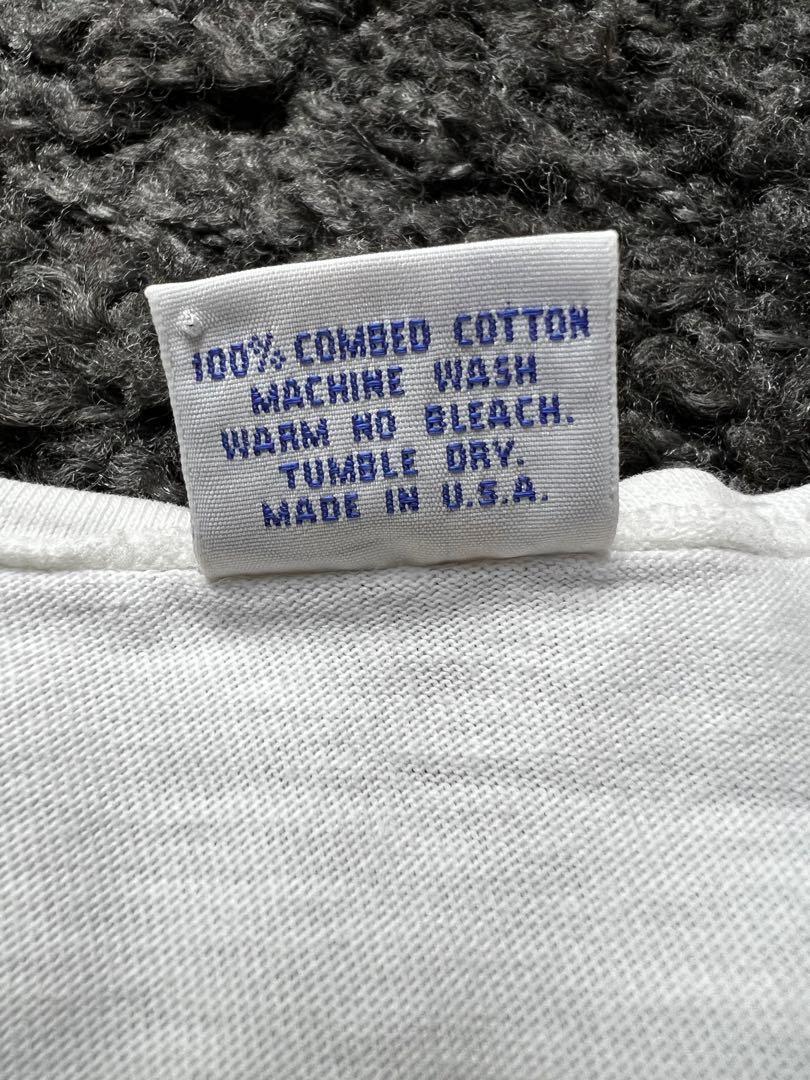 100% COMBED COTTON
MACHINE WASH
WARM NO BLEACH.
TUMBLE DRY.
MADE IN U.S.A.